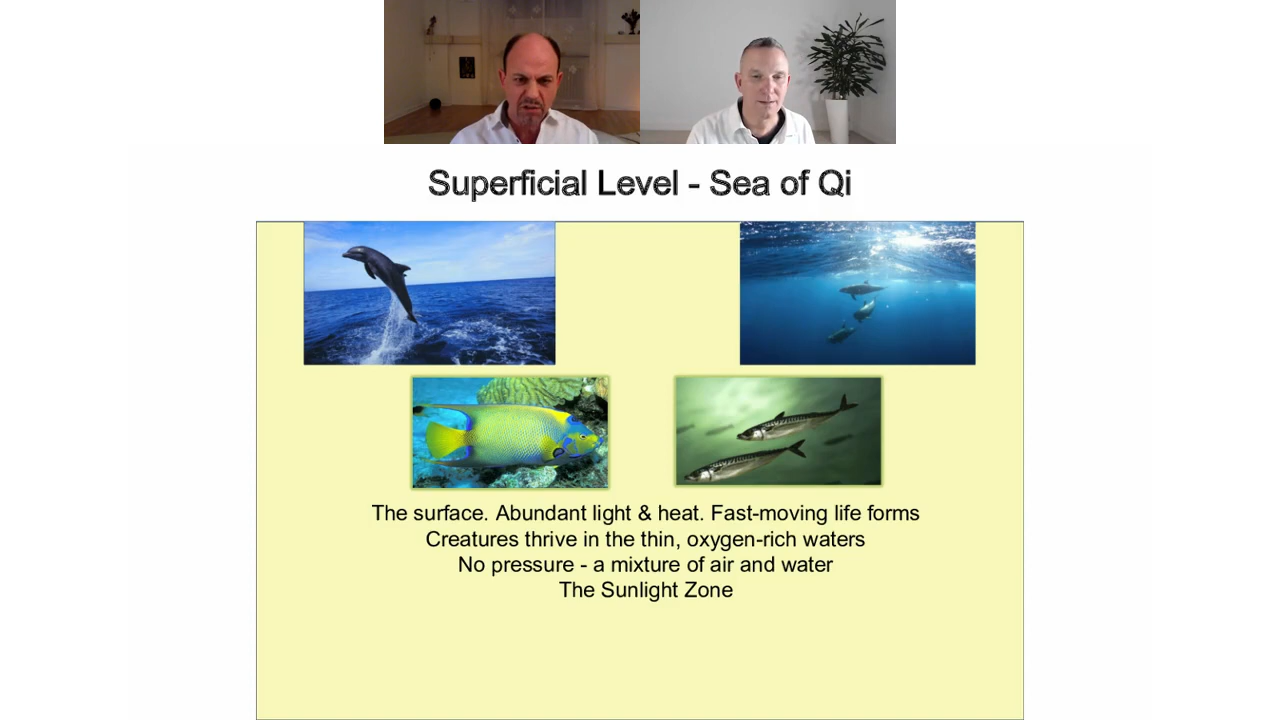 Superficial Level - Sea of Qi
The surface. Abundant light & heat. Fast-moving life forms
Creatures thrive in the thin, oxygen-rich waters
No pressure - a mixture of air and water
The Sunlight Zone